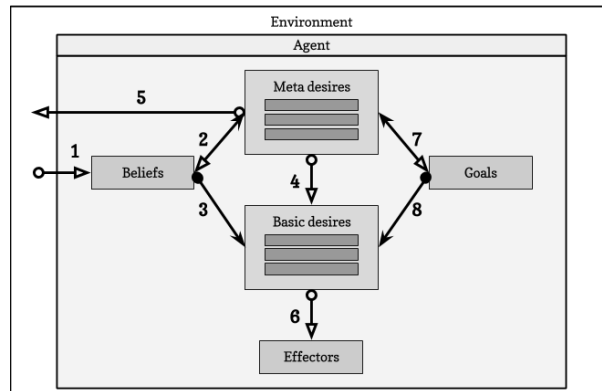 Environment
Agent
Meta desires
5
2
7
1
Beliefs
4
Goals
3
8
Basic desires
6
Effectors